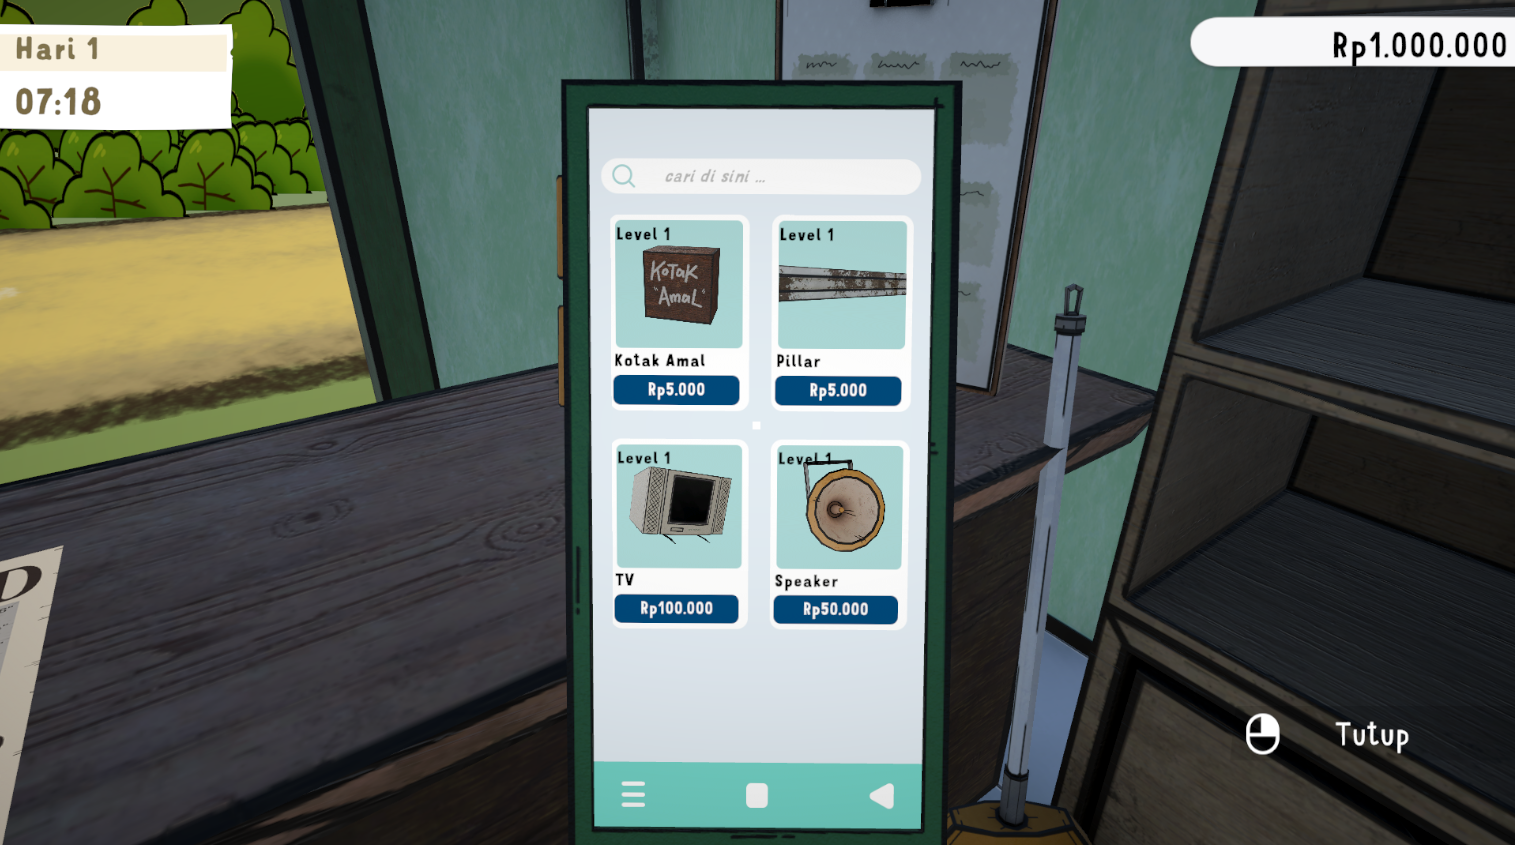 Hari 1
07:18
Rp1.000.000
cari di sini ...
Level 1
KoTaK
"AmaL"
Kotak Amal
Rp5.000
Level 1
Pillar
Rp5.000
Level 1
TV
Rp100.000
Level 1
Speaker
Rp50.000
D
Tutup